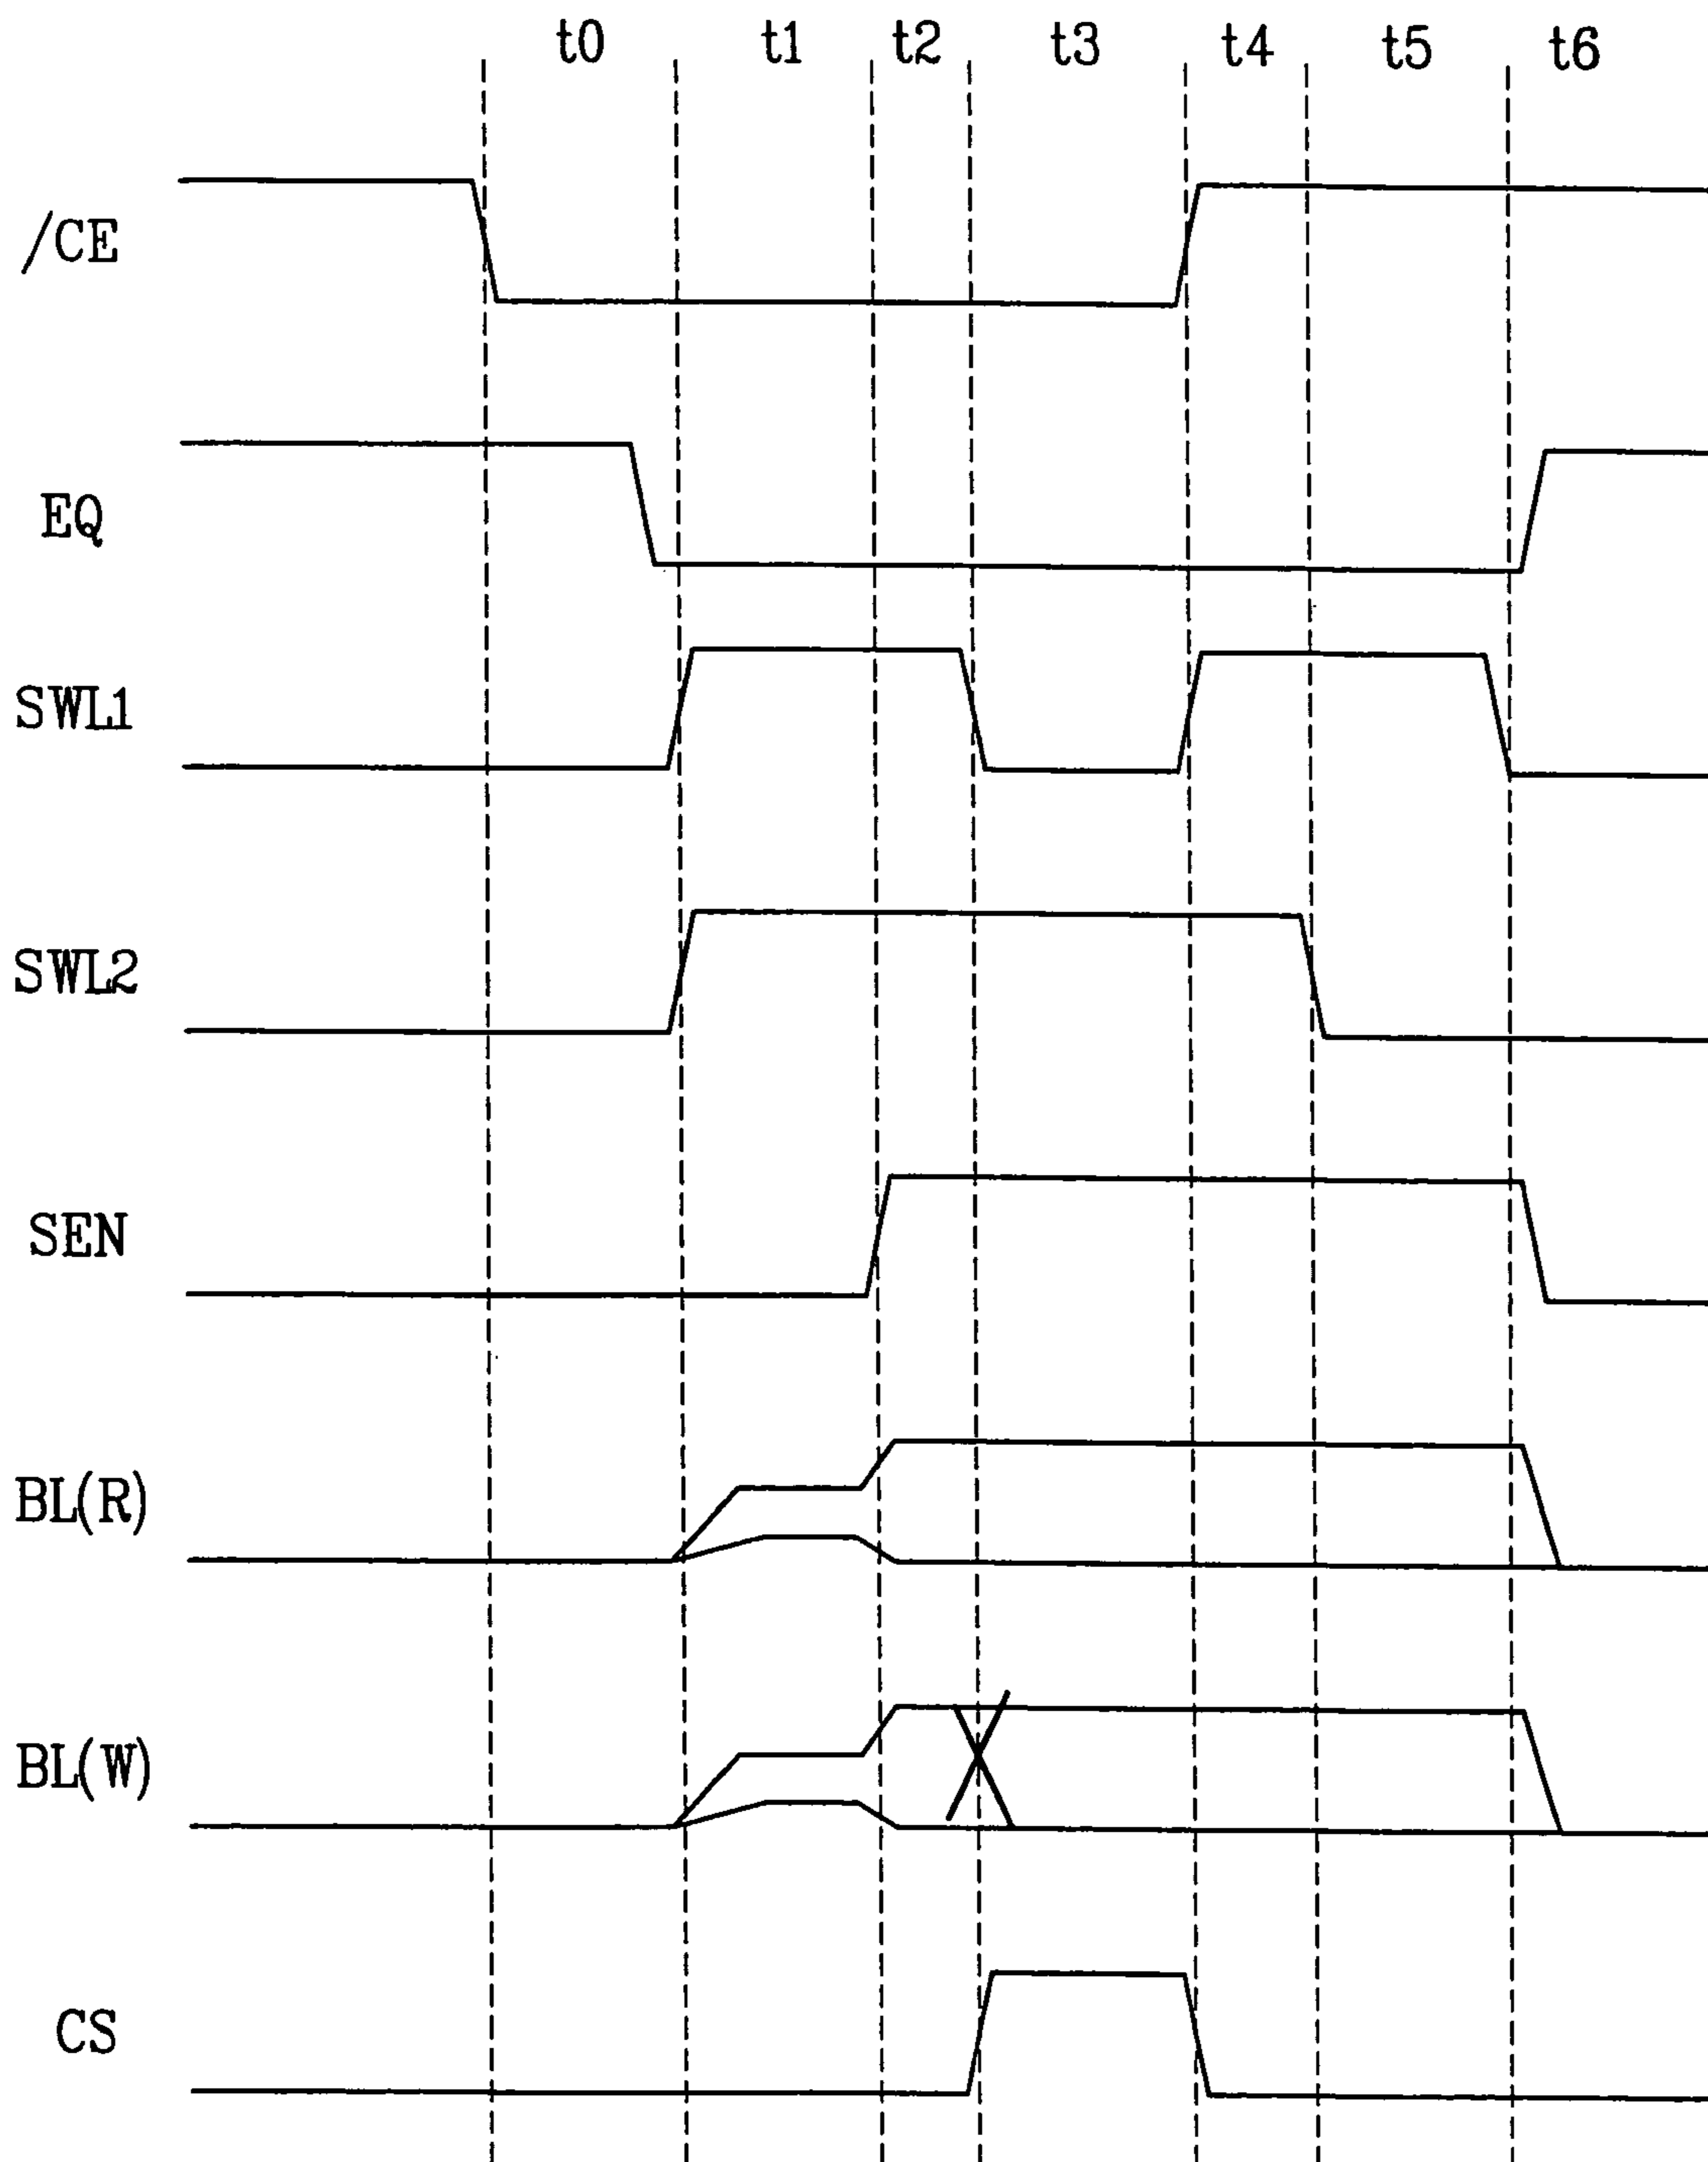 t0 t1 t2 t3 t4 t5 t6
/CE
EQ
SWL1
SWL2
SEN
BL(R)
BL(W)
CS